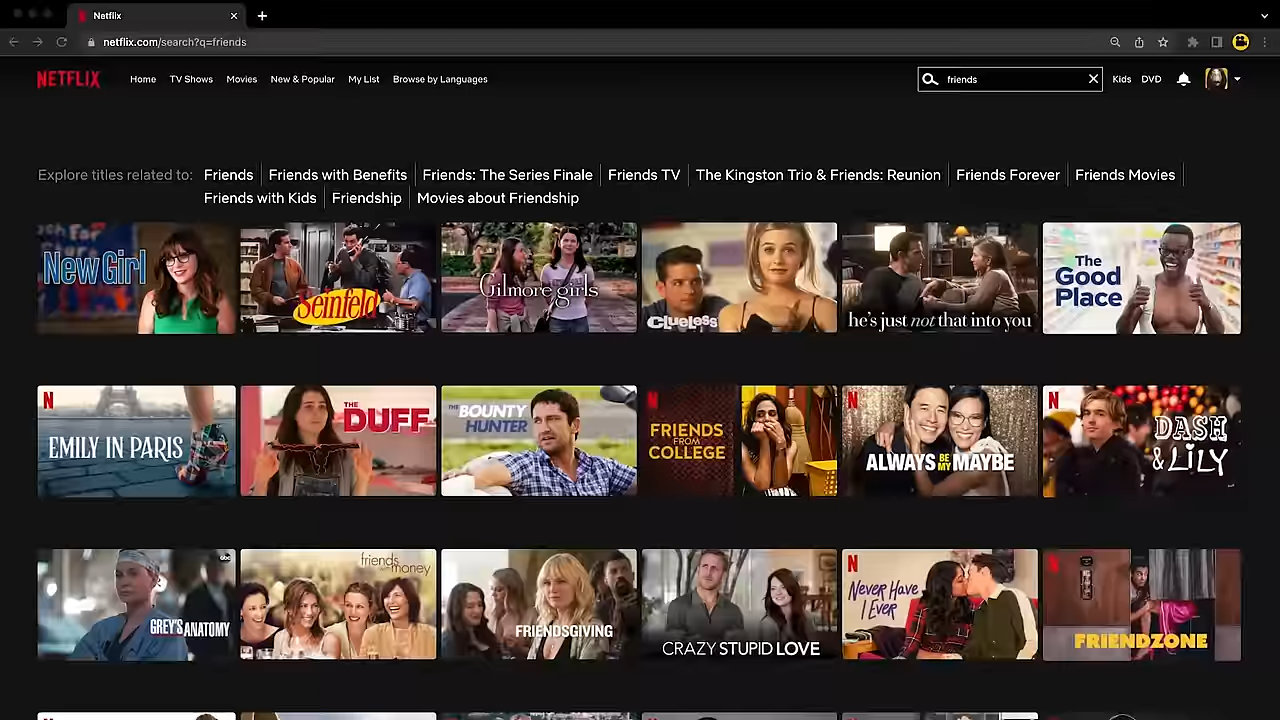 Netflix
netflix.com/search?q=friends
NETFLIX Home TV Shows Movies New & Popular My List Browse by Languages friends Kids DVD
Explore titles related to: Friends Friends with Benefits Friends: The Series Finale Friends TV The Kingston Trio & Friends: Reunion Friends Forever Friends Movies
Friends with Kids Friendship Movies about Friendship
New Girl
Seinfeld
Gilmore girls
Clueless
he's just not that into you
The
Good
Place
N
EMILY IN PARIS
THE
DUFF
THE BOUNTY
HUNTER
N
FRIENDS
FROM
COLLEGE
N
ALWAYS BE MY MAYBE
N
DASH
& LILY
abc
GREY'S ANATOMY
friends
with
money
FRIENDSGIVING
CRAZY STUPID LOVE
N
Never Have
I Ever
N
FRIENDZONE